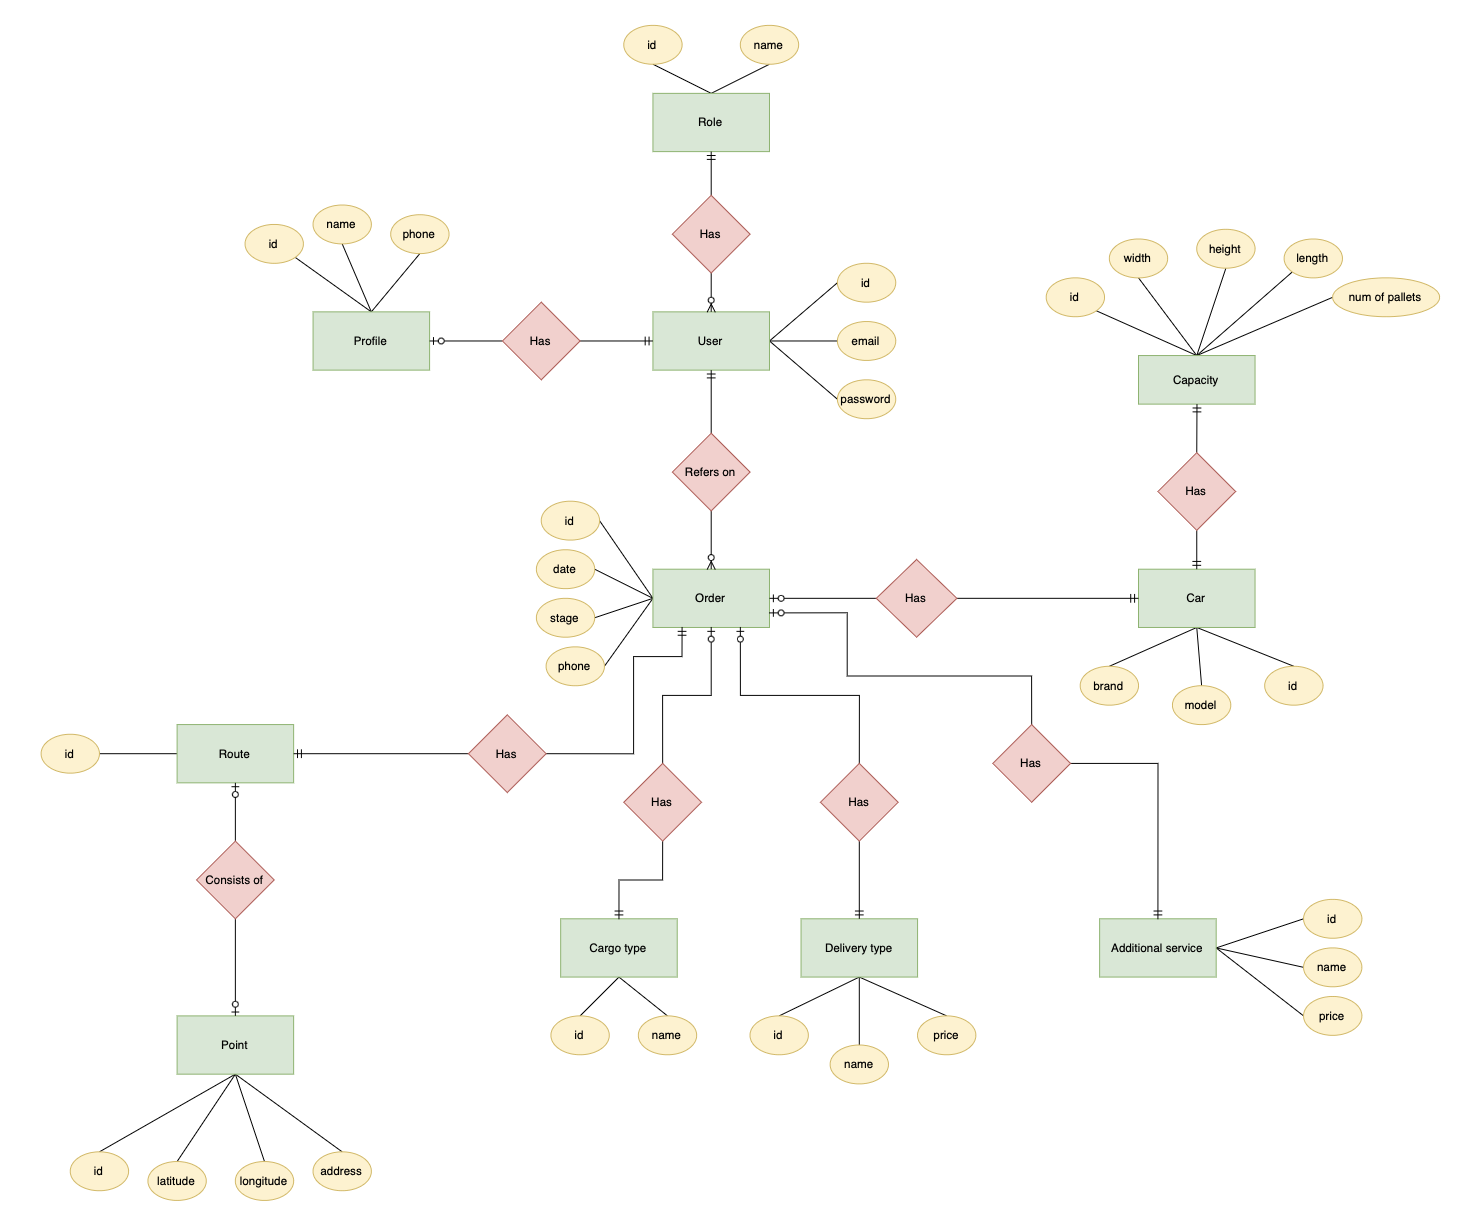 id
name
Role
Has
id
name
phone
Profile
Has
User
id
email
password
id
width
height
length
num of pallets
Capacity
Has
Refers on
id
date
stage
phone
Order
Has
Car
brand
model
id
id
Route
Has
Has
Has
Has
Consists of
Cargo type
id
name
Delivery type
id
name
price
Additional service
id
name
price
Point
id
latitude
longitude
address